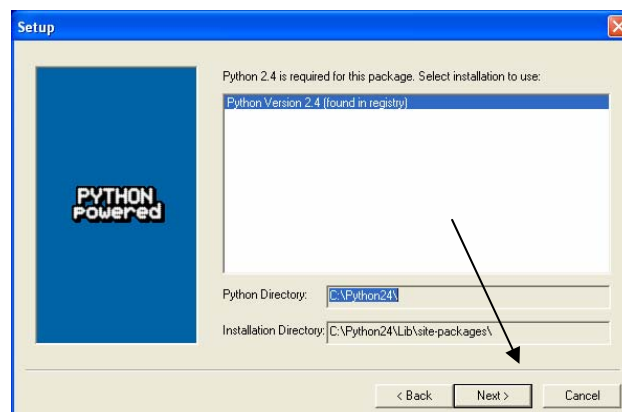 Setup
Python 2.4 is required for this package. Select installation to use:
Python Version 2.4 (found in registry)
PYTHON
powered
Python Directory: C:\Python24\
Installation Directory: C:\Python24\Lib\site-packages\
< Back Next > Cancel